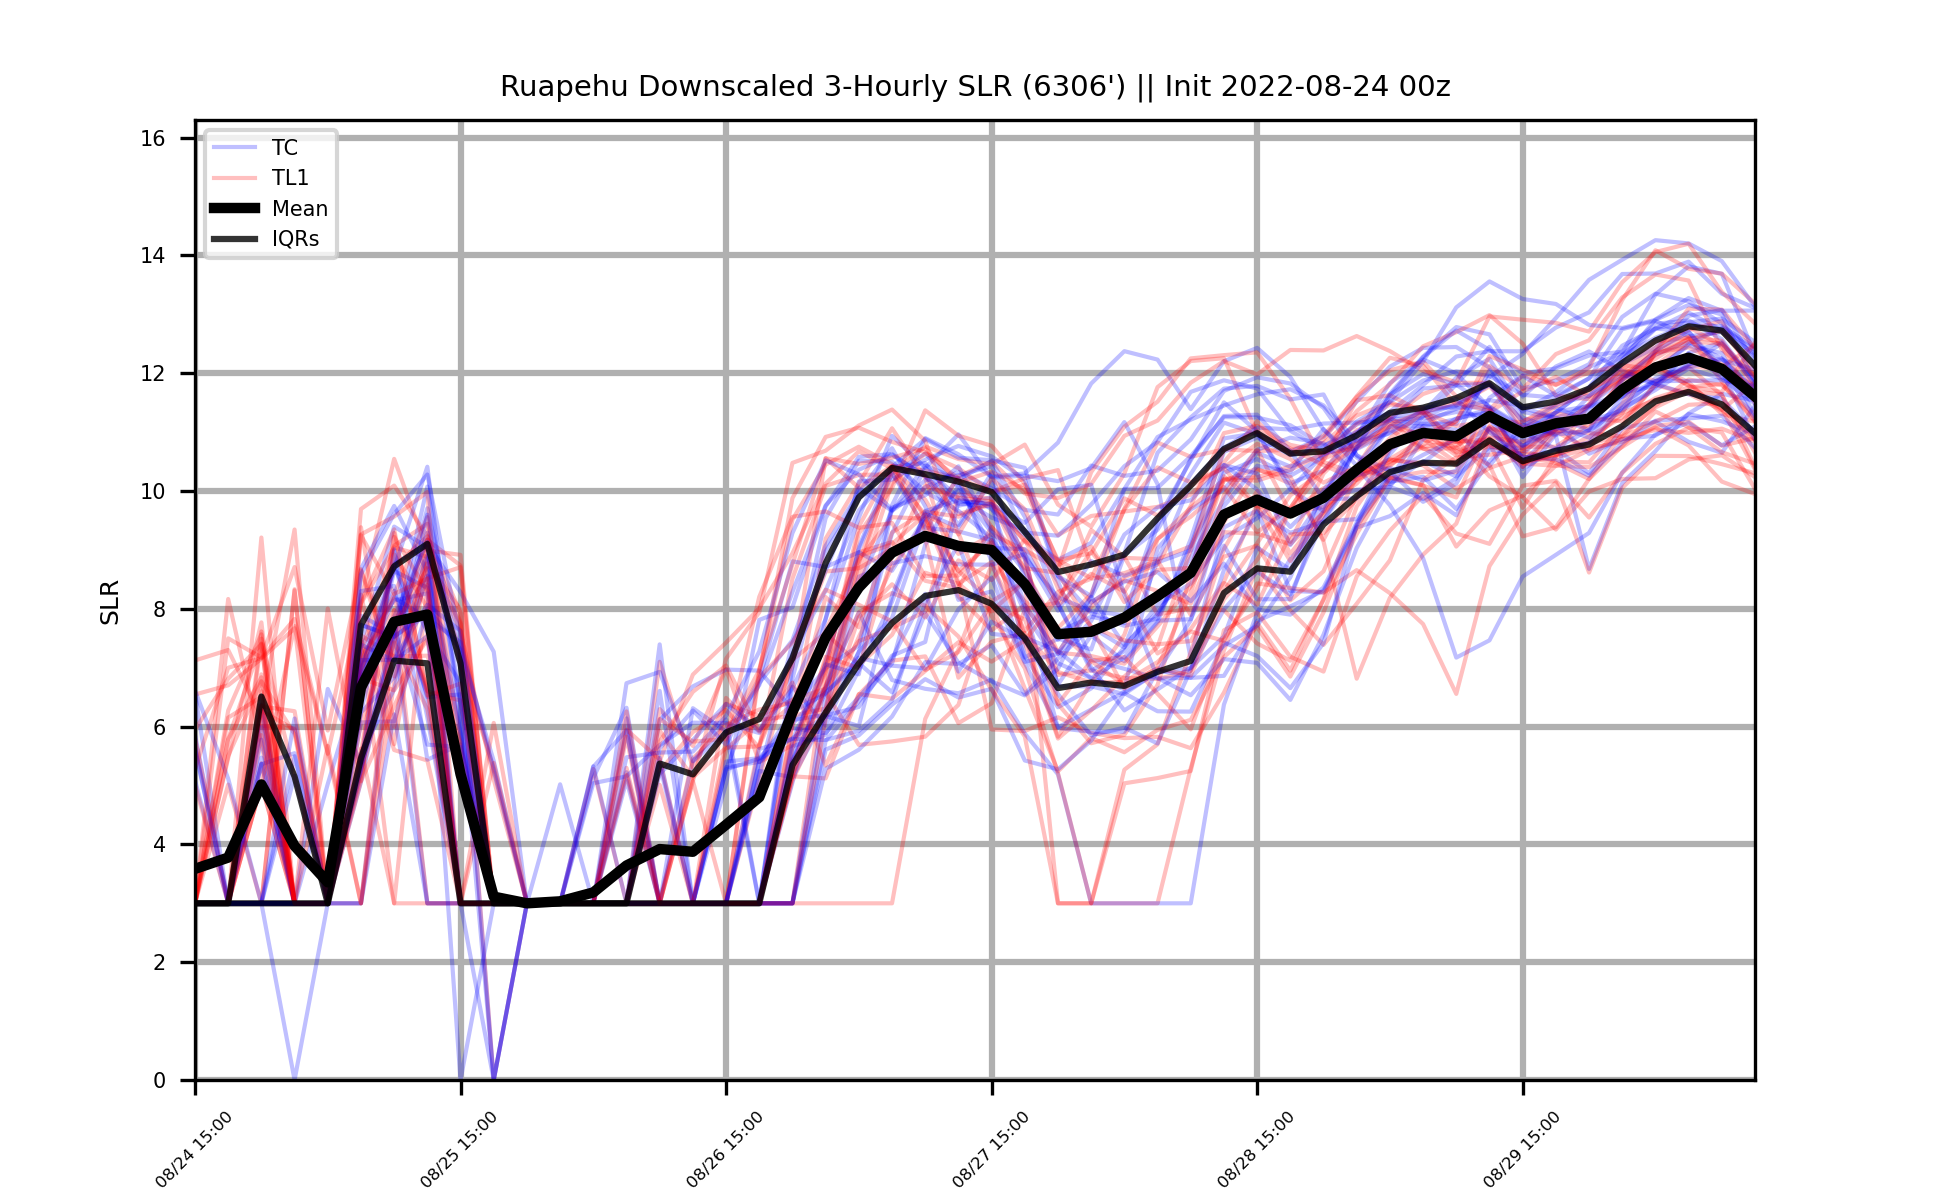 Ruapehu Downscaled 3-Hourly SLR (6306') || Init 2022-08-24 00z
TC
TL1
Mean
IQRs
SLR
16
14
12
10
8
6
4
2
0
08/24 15:00
08/25 15:00
08/26 15:00
08/27 15:00
08/28 15:00
08/29 15:00